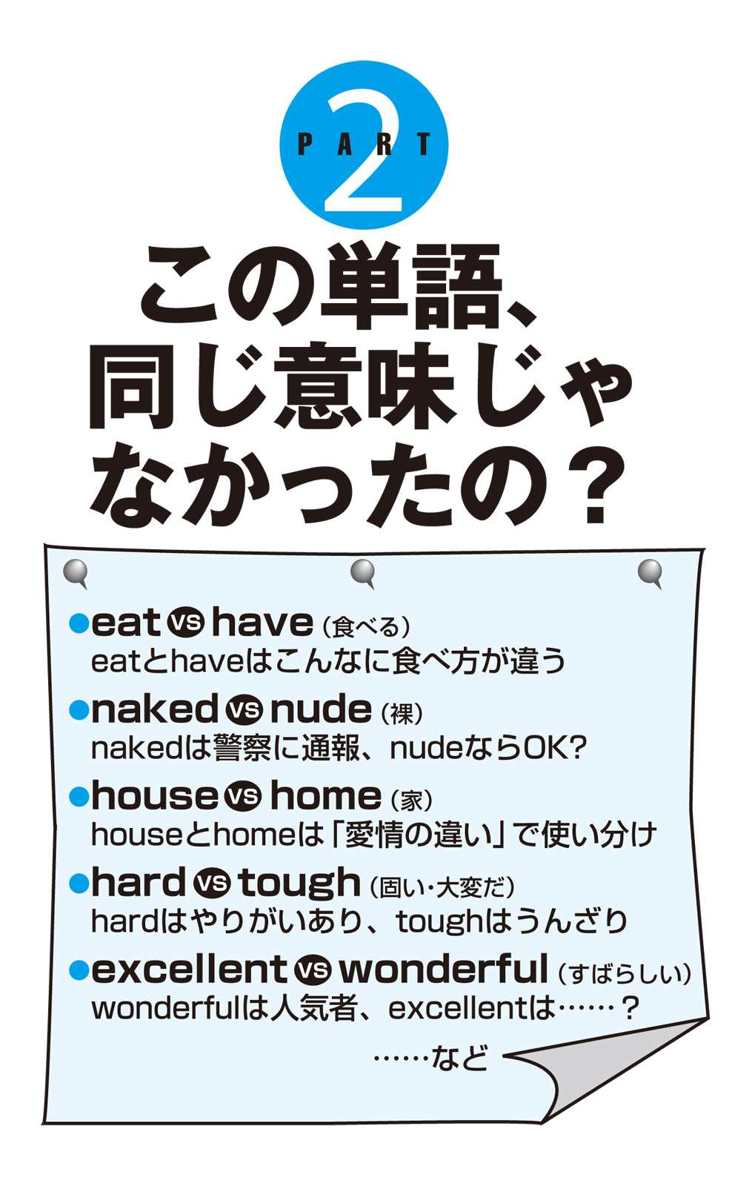 PART 2
この単語、
同じ意味じゃ
なかったの？
●eat VS have（食べる）
eatとhaveはこんなに食べ方が違う
●naked VS nude（裸）
nakedは警察に通報、nudeならOK?
●house VS home（家）
houseとhomeは「愛情の違い」で使い分け
●hard VS tough（固い・大変だ）
hardはやりがいあり、toughはうんざり
●excellent VS wonderful（すばらしい）
wonderfulは人気者、excellentは……？
……など